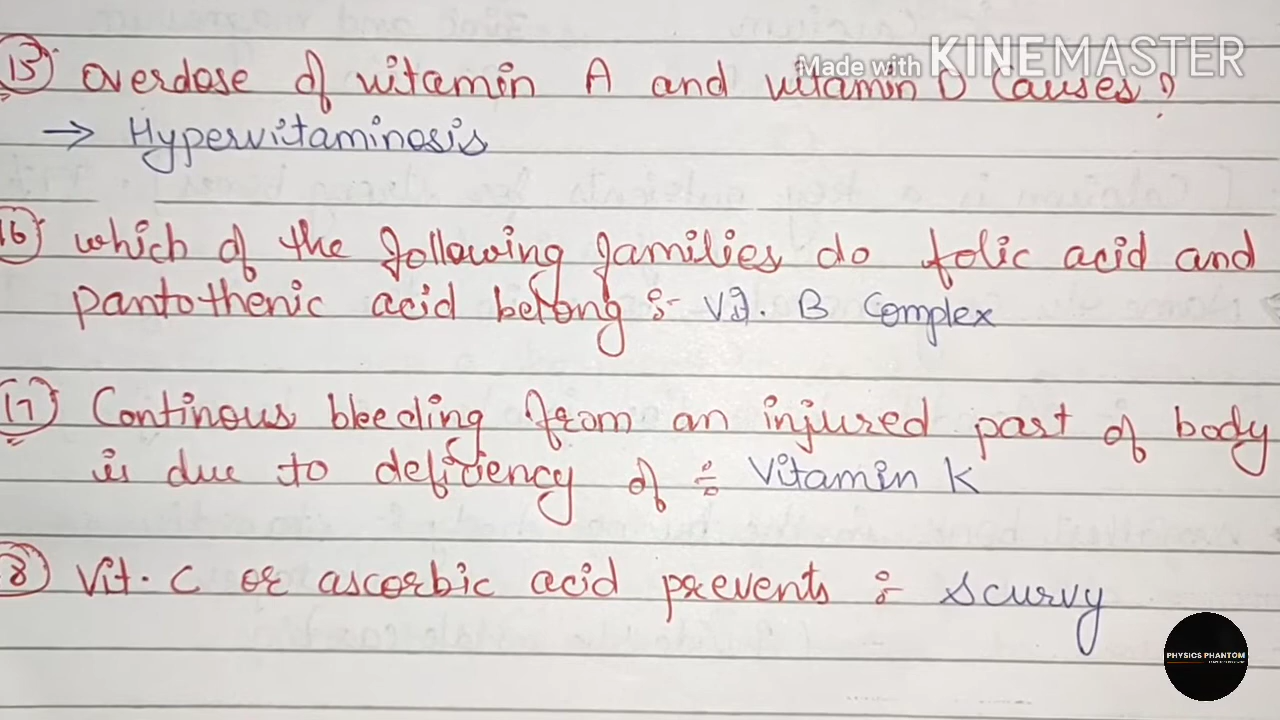 Made with KINEMASTER
15) Overdose of vitamin A and vitamin D Causes?
→ Hypervitaminosis
16) which of the following families do folic acid and
pantothenic acid belong :- Vit. B Complex
17) Continous bleeding from an injured part of body
is due to deficiency of ÷ Vitamin K
8) Vit. C or ascorbic acid prevents :- Scurvy
PHYSICS PHANTOM